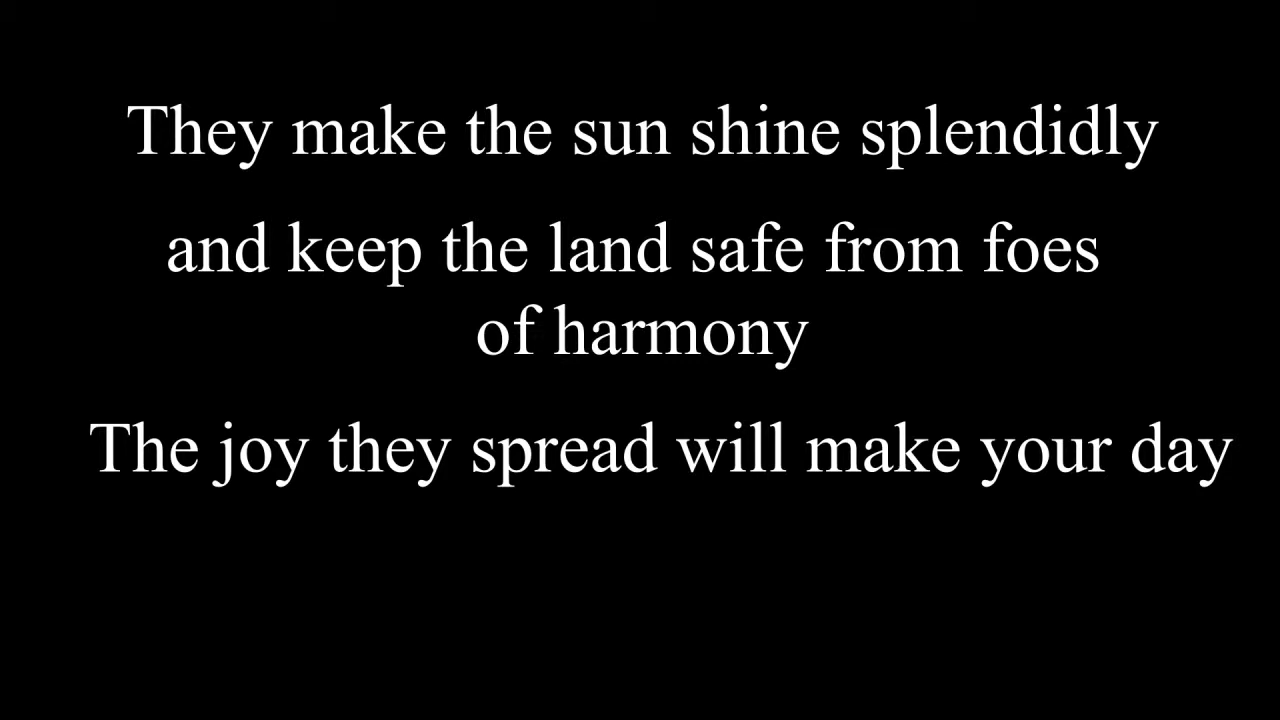 They make the sun shine splendidly
and keep the land safe from foes
of harmony
The joy they spread will make your day